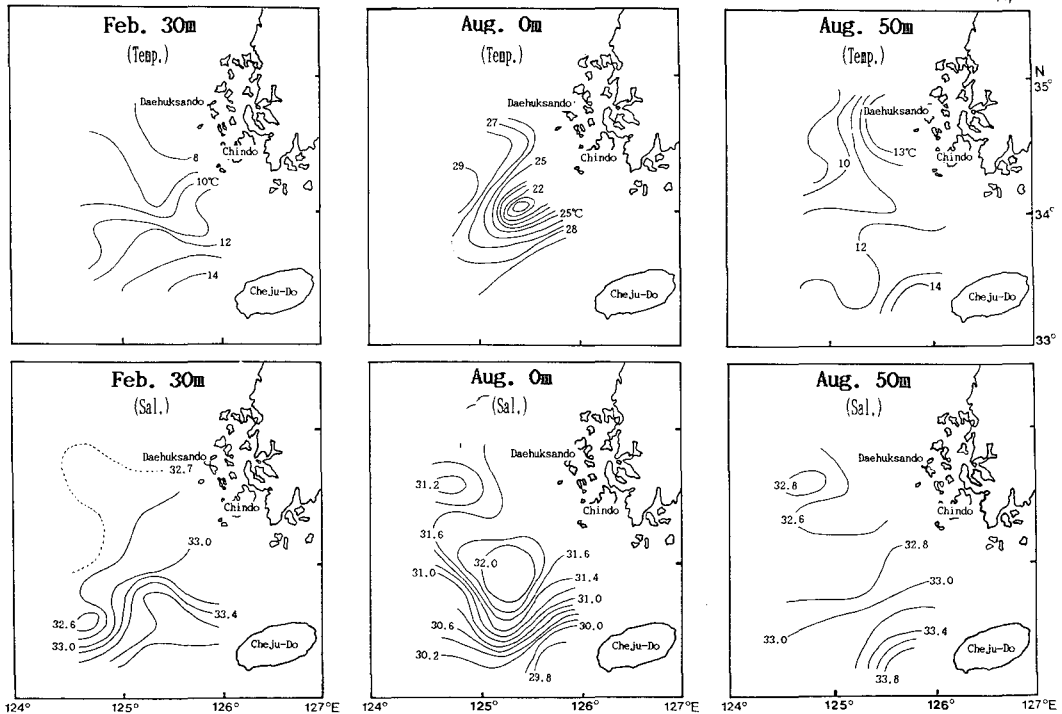 Feb. 30m
(Temp.)
Daehuksando
Chindo
8
10℃
12
14
Cheju-Do
Aug. 0m
(Temp.)
Daehuksando
27
25
Chindo
29
22
25℃
28
Cheju-Do
Aug. 50m
(Temp.)
N
35°
Daehuksando
13℃
Chindo
10
34°
12
14
Cheju-Do
33°
Feb. 30m
(Sal.)
Daehuksando
32.7
Chindo
33.0
32.6
33.4
33.0
Cheju-Do
124°
125°
126°
127°E
Aug. 0m
(Sal.)
Daehuksando
31.2
Chindo
31.6
31.6
32.0
31.0
31.4
31.0
30.6
30.0
30.2
29.8
Cheju-Do
124°
125°
126°
127°E
Aug. 50m
(Sal.)
Daehuksando
32.8
Chindo
32.6
32.8
33.0
33.0
33.4
33.8
Cheju-Do
124°
125°
126°
127°E